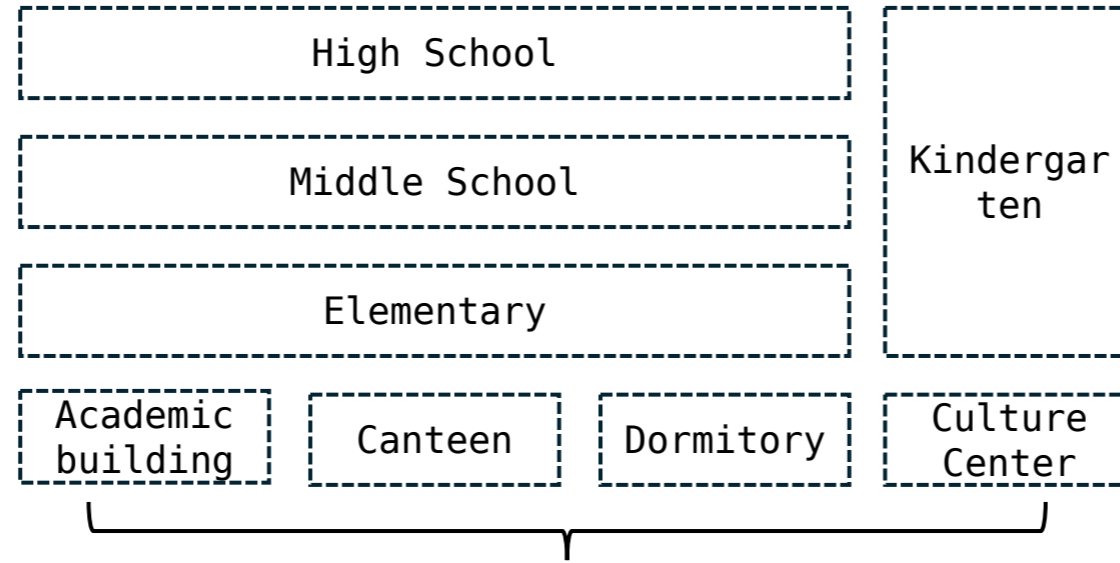 High School
Middle School
Kindergar
ten
Elementary
Academic
building
Canteen
Dormitory
Culture
Center